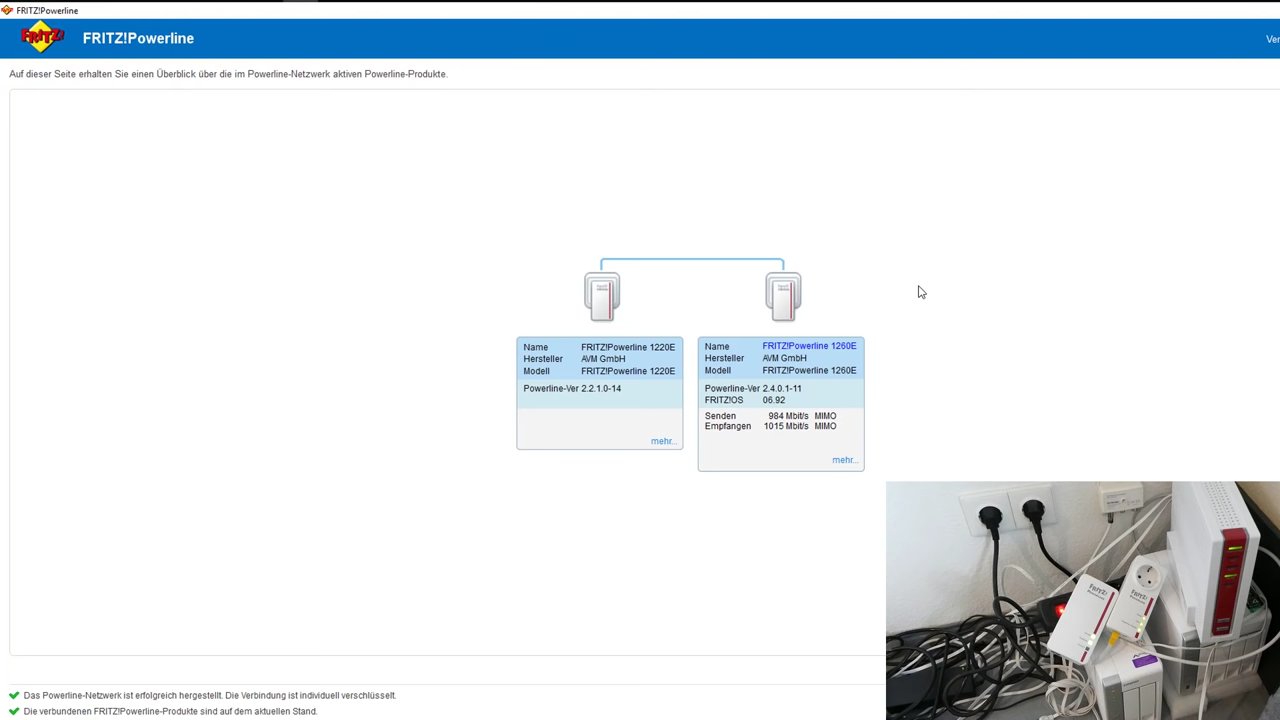 FRITZ!Powerline
FRITZ!
FRITZ!Powerline
Ver
Auf dieser Seite erhalten Sie einen Überblick über die im Powerline-Netzwerk aktiven Powerline-Produkte.
Name FRITZ!Powerline 1220E
Hersteller AVM GmbH
Modell FRITZ!Powerline 1220E
Powerline-Ver 2.2.1.0-14
mehr...
Name FRITZ!Powerline 1260E
Hersteller AVM GmbH
Modell FRITZ!Powerline 1260E
Powerline-Ver 2.4.0.1-11
FRITZ!OS 06.92
Senden 984 Mbit/s MIMO
Empfangen 1015 Mbit/s MIMO
mehr...
FRITZ!
FRITZ!
Das Powerline-Netzwerk ist erfolgreich hergestellt. Die Verbindung ist individuell verschlüsselt.
Die verbundenen FRITZ!Powerline-Produkte sind auf dem aktuellen Stand.